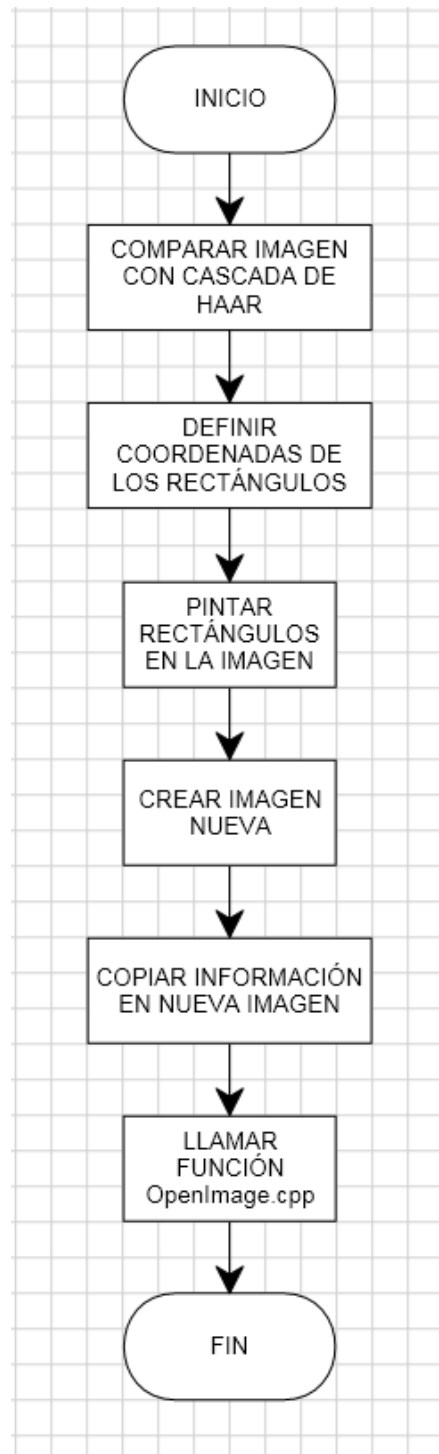 INICIO
COMPARAR IMAGEN
CON CASCADA DE
HAAR
DEFINIR
COORDENADAS DE
LOS RECTÁNGULOS
PINTAR
RECTÁNGULOS
EN LA IMAGEN
CREAR IMAGEN
NUEVA
COPIAR INFORMACIÓN
EN NUEVA IMAGEN
LLAMAR
FUNCIÓN
OpenImage.cpp
FIN